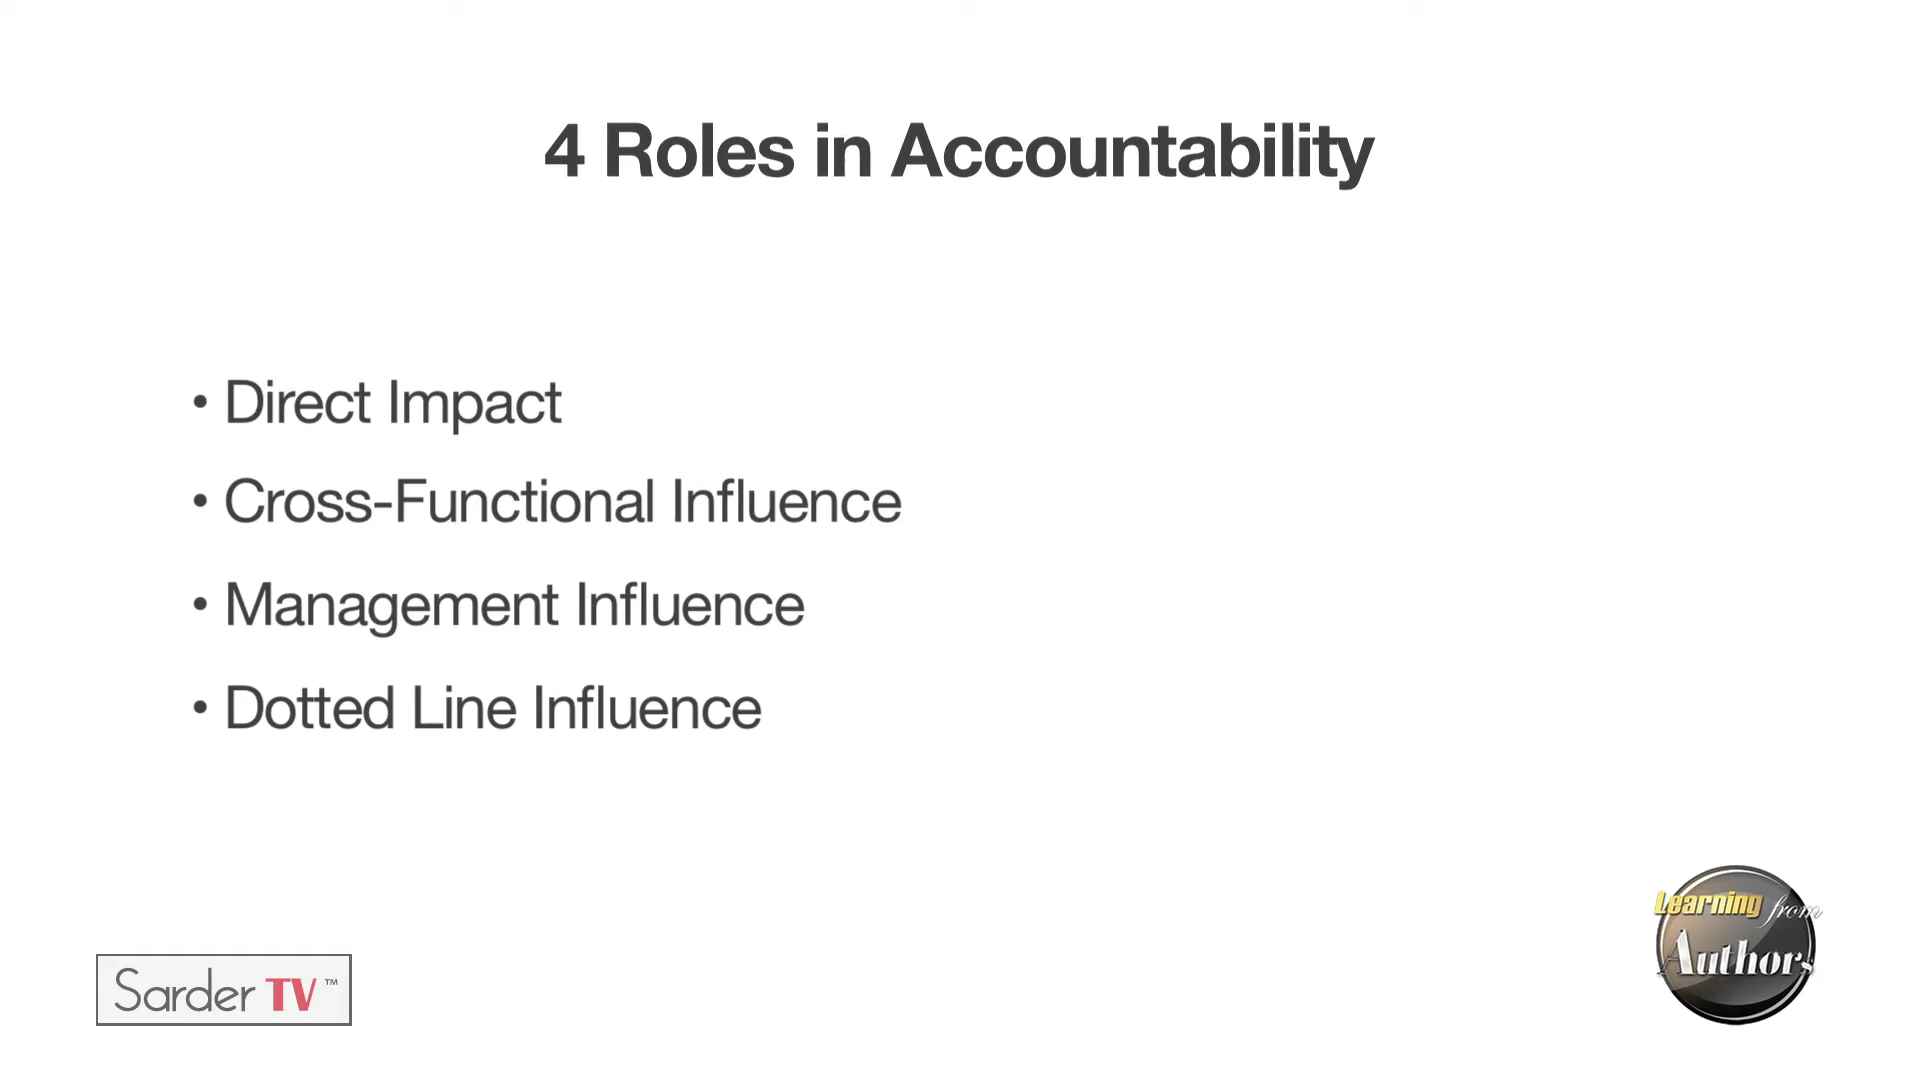 4 Roles in Accountability
• Direct Impact
• Cross-Functional Influence
• Management Influence
• Dotted Line Influence
Sarder TV™
Learning from
Authors